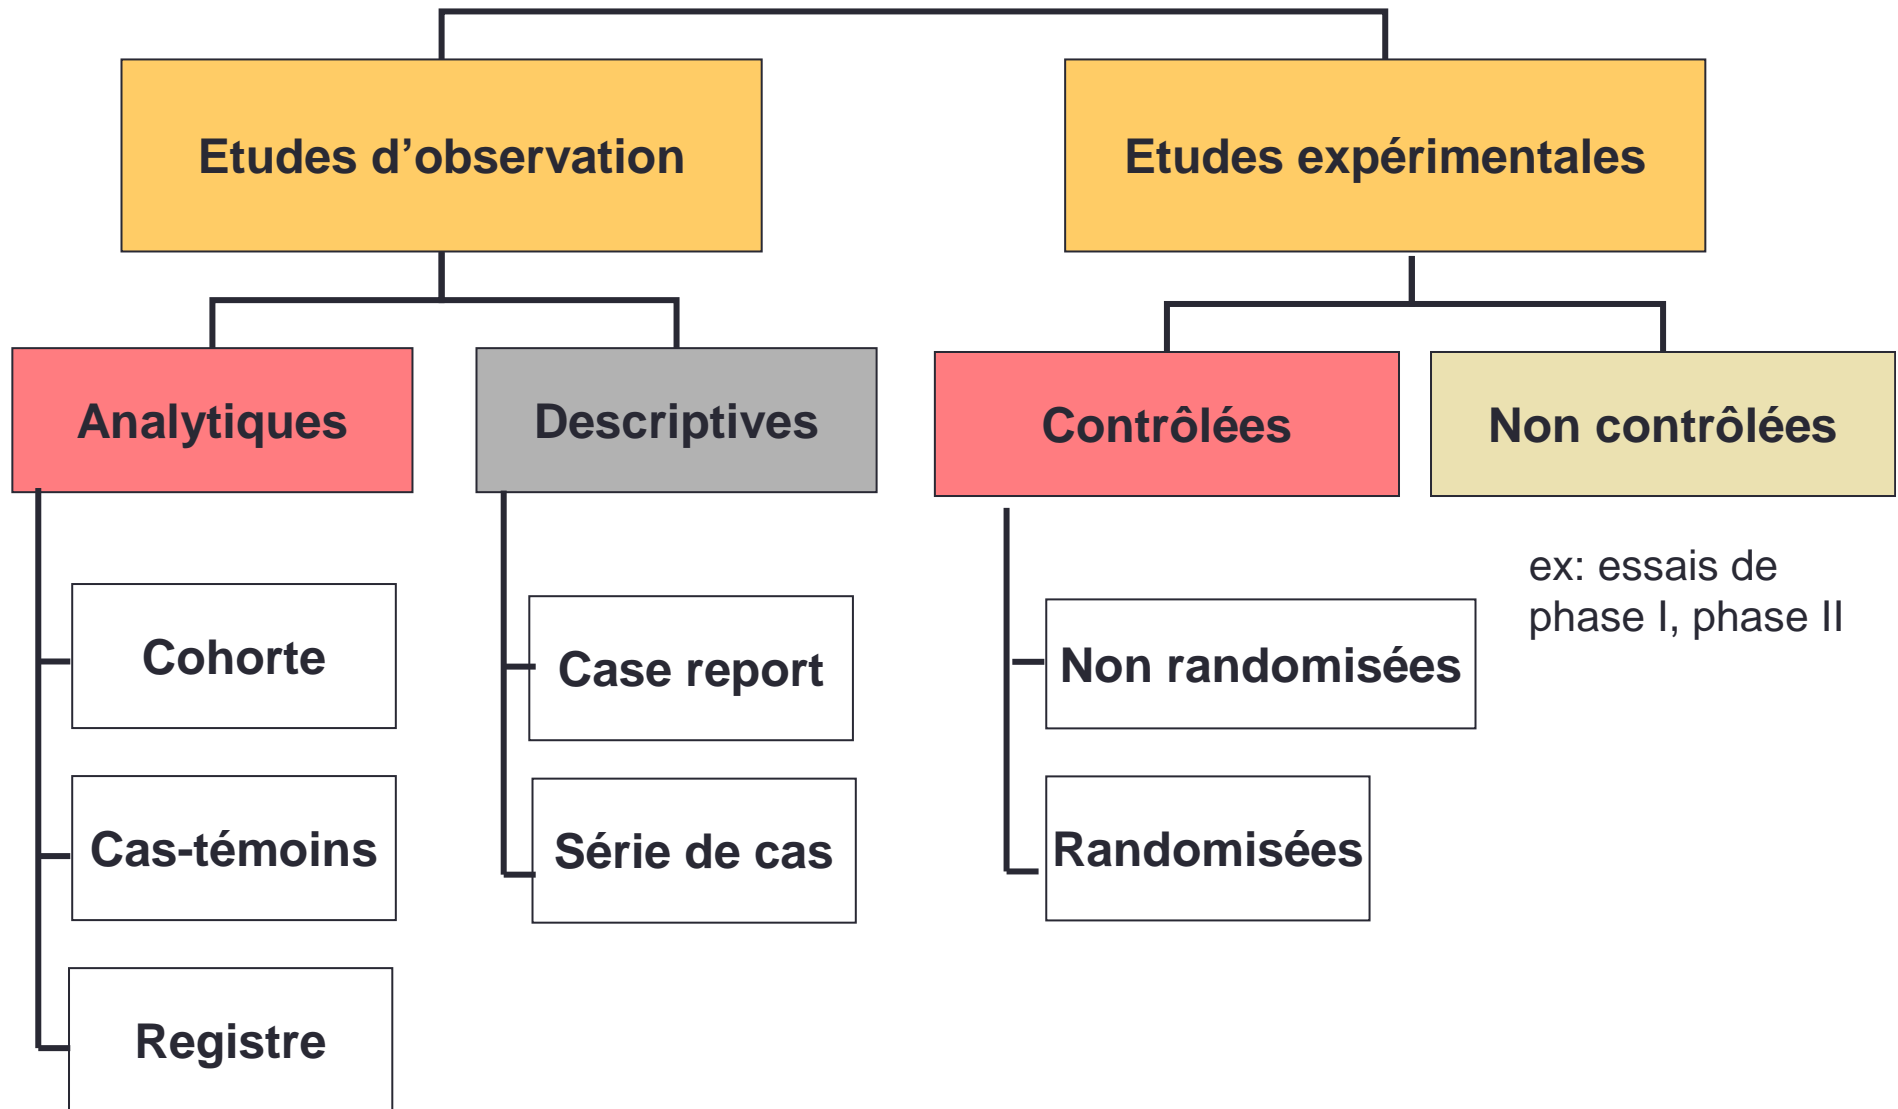 Etudes d’observation
Etudes expérimentales
Analytiques
Descriptives
Contrôlées
Non contrôlées
ex: essais de
phase I, phase II
Cohorte
Case report
Non randomisées
Cas-témoins
Série de cas
Randomisées
Registre